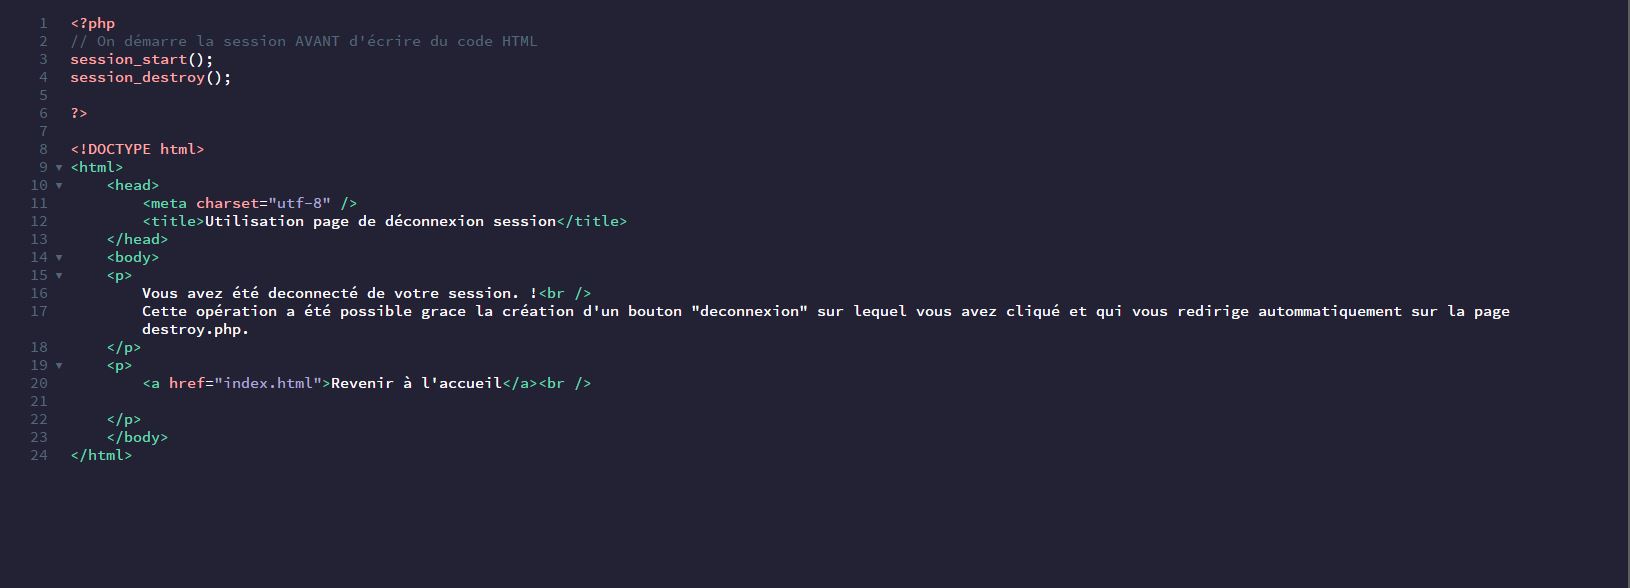 1 <?php
2 // On démarre la session AVANT d'écrire du code HTML
3 session_start();
4 session_destroy();
5
6 ?>
7
8 <!DOCTYPE html>
9 <html>
10     <head>
11         <meta charset="utf-8" />
12         <title>Utilisation page de déconnexion session</title>
13     </head>
14     <body>
15     <p>
16         Vous avez été deconnecté de votre session. !<br />
17         Cette opération a été possible grace la création d'un bouton "deconnexion" sur lequel vous avez cliqué et qui vous redirige autommatiquement sur la page
        destroy.php.
18     </p>
19     <p>
20         <a href="index.html">Revenir à l'accueil</a><br />
21
22     </p>
23     </body>
24 </html>